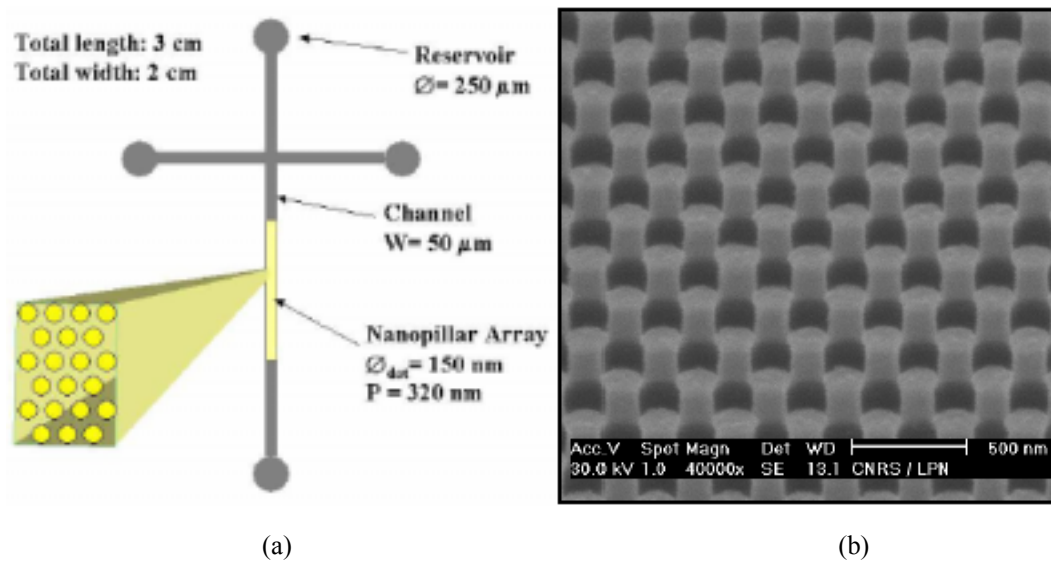 Total length: 3 cm
Total width: 2 cm
Reservoir
Ø= 250 µm
Channel
W= 50 µm
Nanopillar Array
Ødot= 150 nm
P = 320 nm
Acc.V Spot Magn Det WD 500 nm
30.0 kV 1.0 40000x SE 13.1 CNRS / LPN
(a) (b)